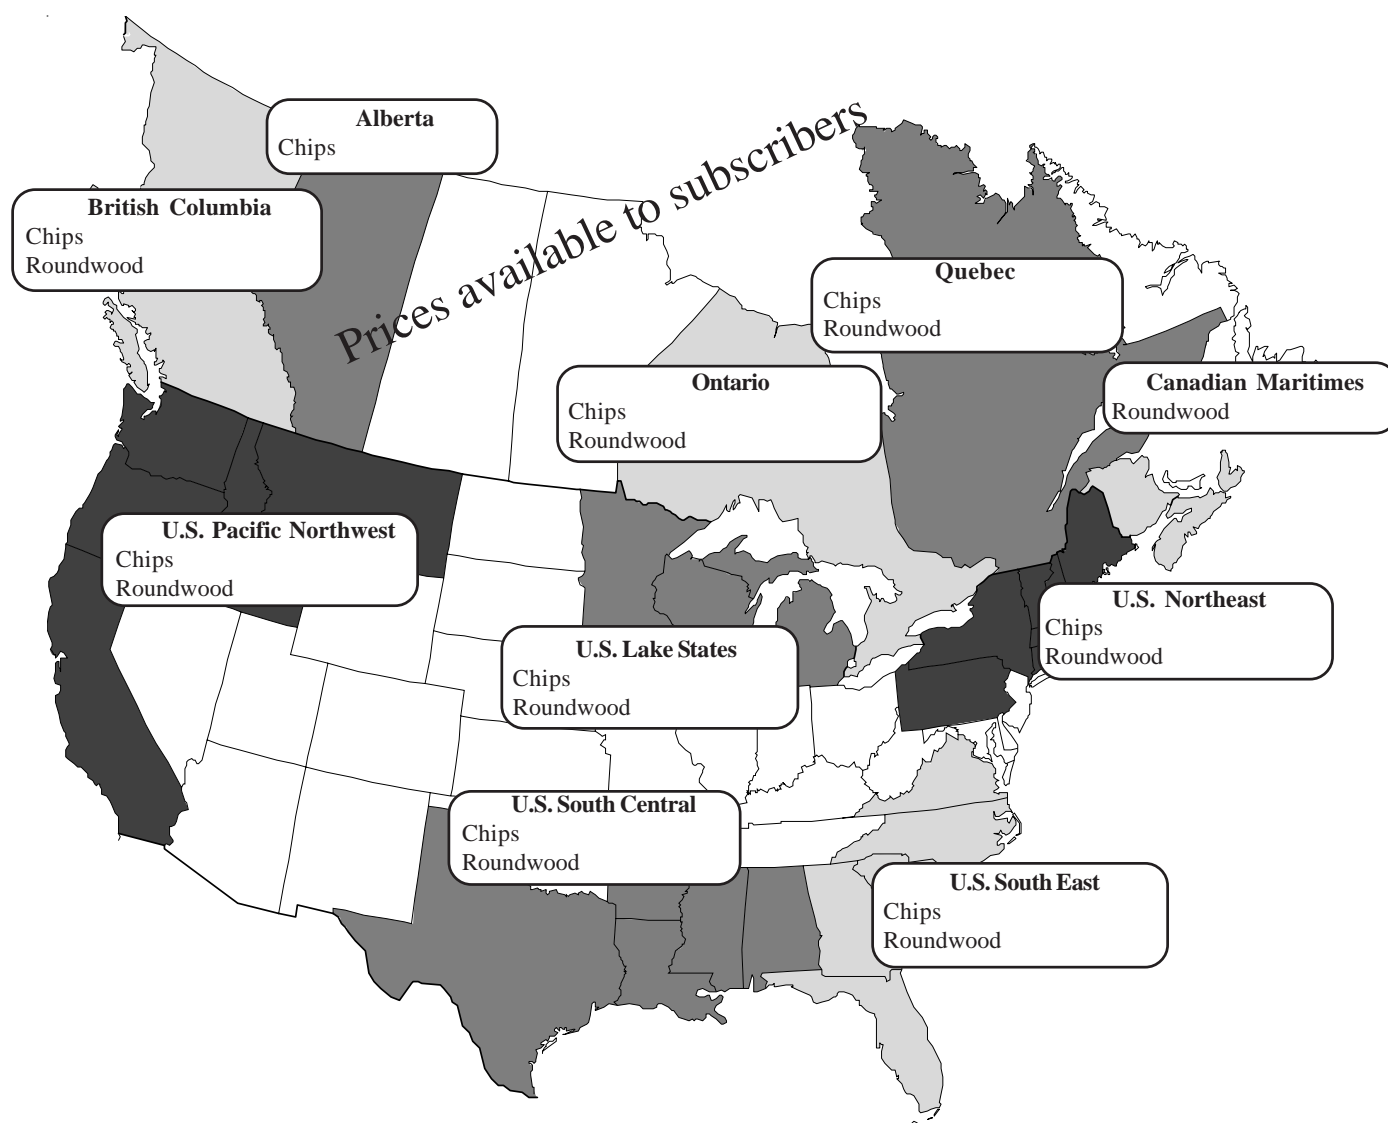 Prices available to subscribers
Alberta
Chips
British Columbia
Chips
Roundwood
Quebec
Chips
Roundwood
Ontario
Chips
Roundwood
Canadian Maritimes
Roundwood
U.S. Pacific Northwest
Chips
Roundwood
U.S. Northeast
Chips
Roundwood
U.S. Lake States
Chips
Roundwood
U.S. South Central
Chips
Roundwood
U.S. South East
Chips
Roundwood